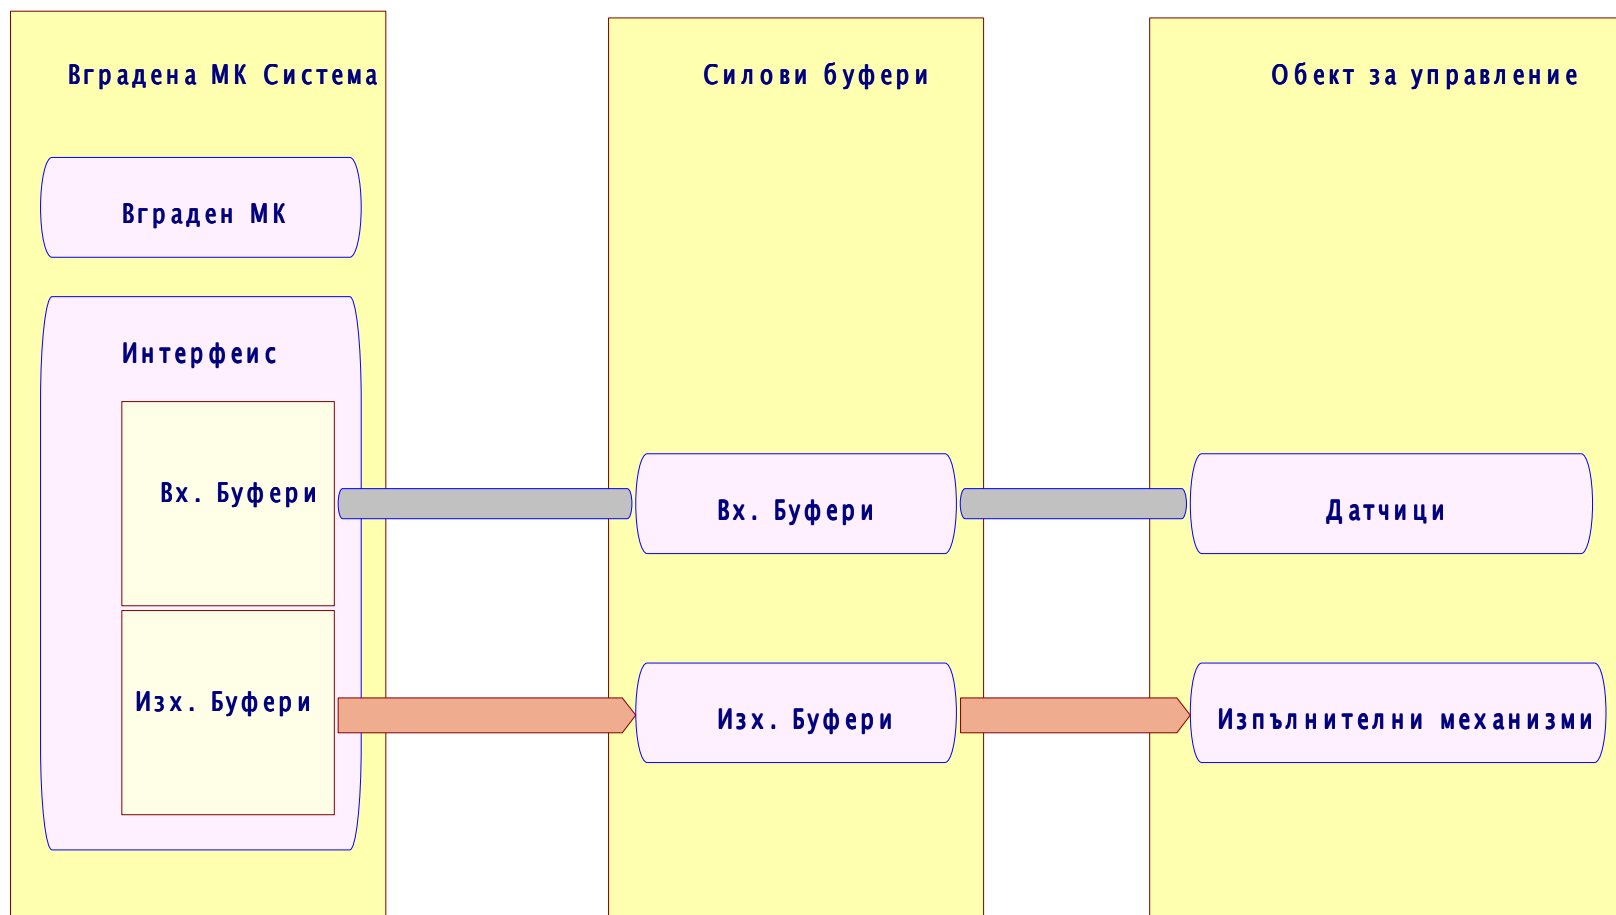 Вградена МК Система
Силови буфери
Обект за управление
Вграден МК
Интерфеис
Вх. Буфери
Вх. Буфери
Датчици
Изх. Буфери
Изх. Буфери
Изпълнителни механизми